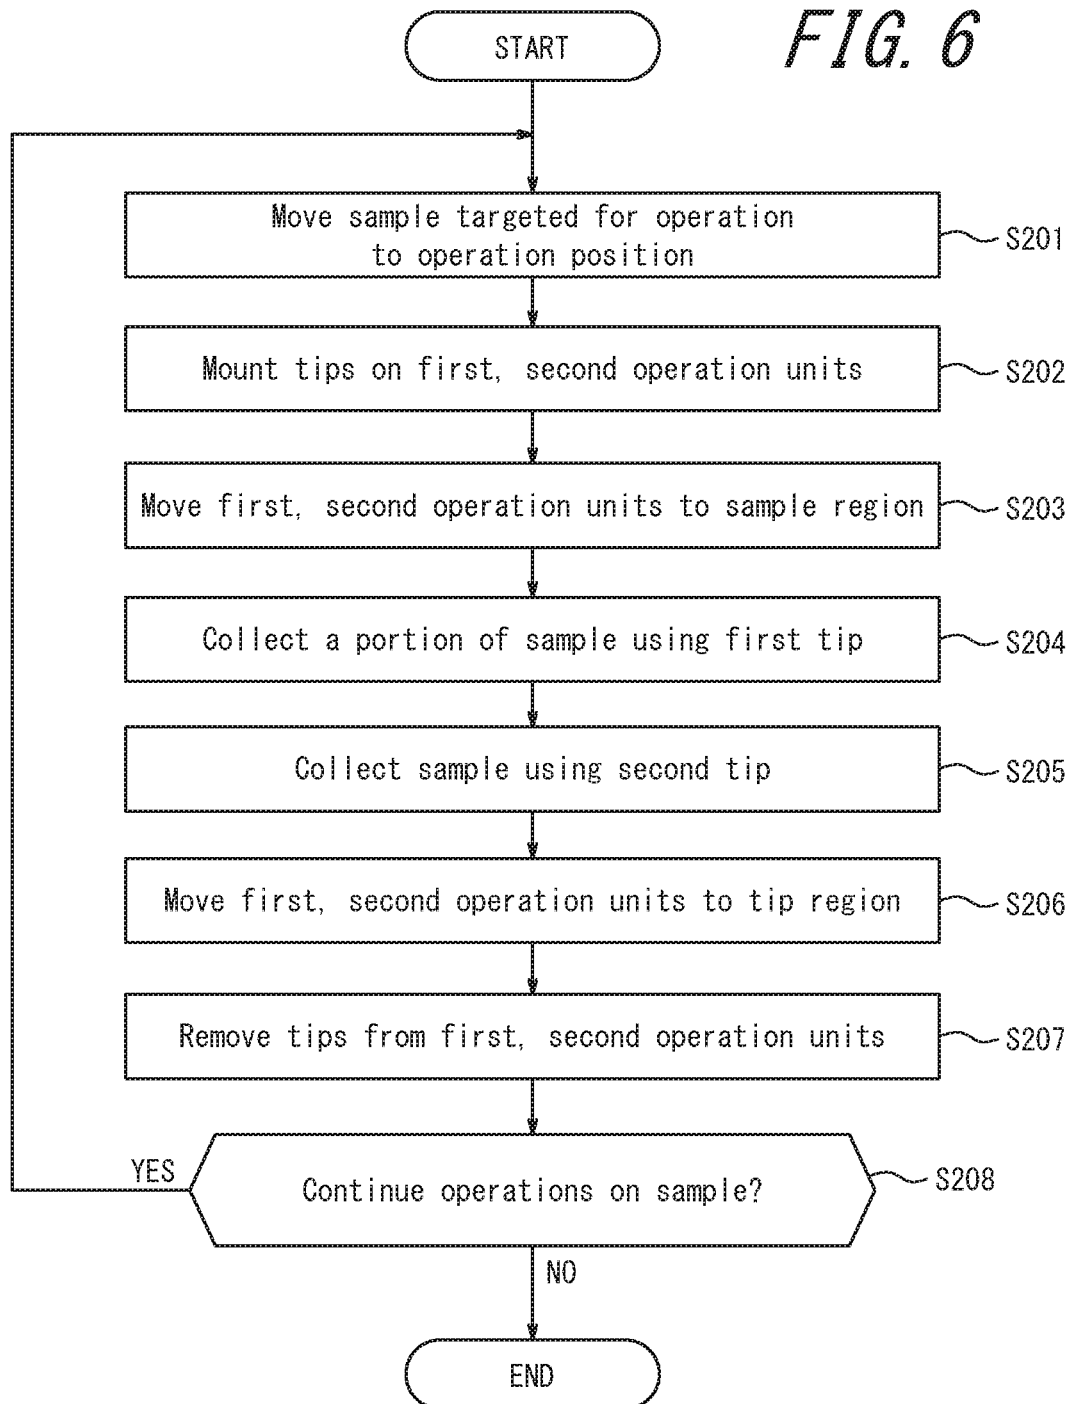 FIG. 6
START
Move sample targeted for operation
to operation position
S201
Mount tips on first, second operation units
S202
Move first, second operation units to sample region
S203
Collect a portion of sample using first tip
S204
Collect sample using second tip
S205
Move first, second operation units to tip region
S206
Remove tips from first, second operation units
S207
YES
Continue operations on sample?
S208
NO
END